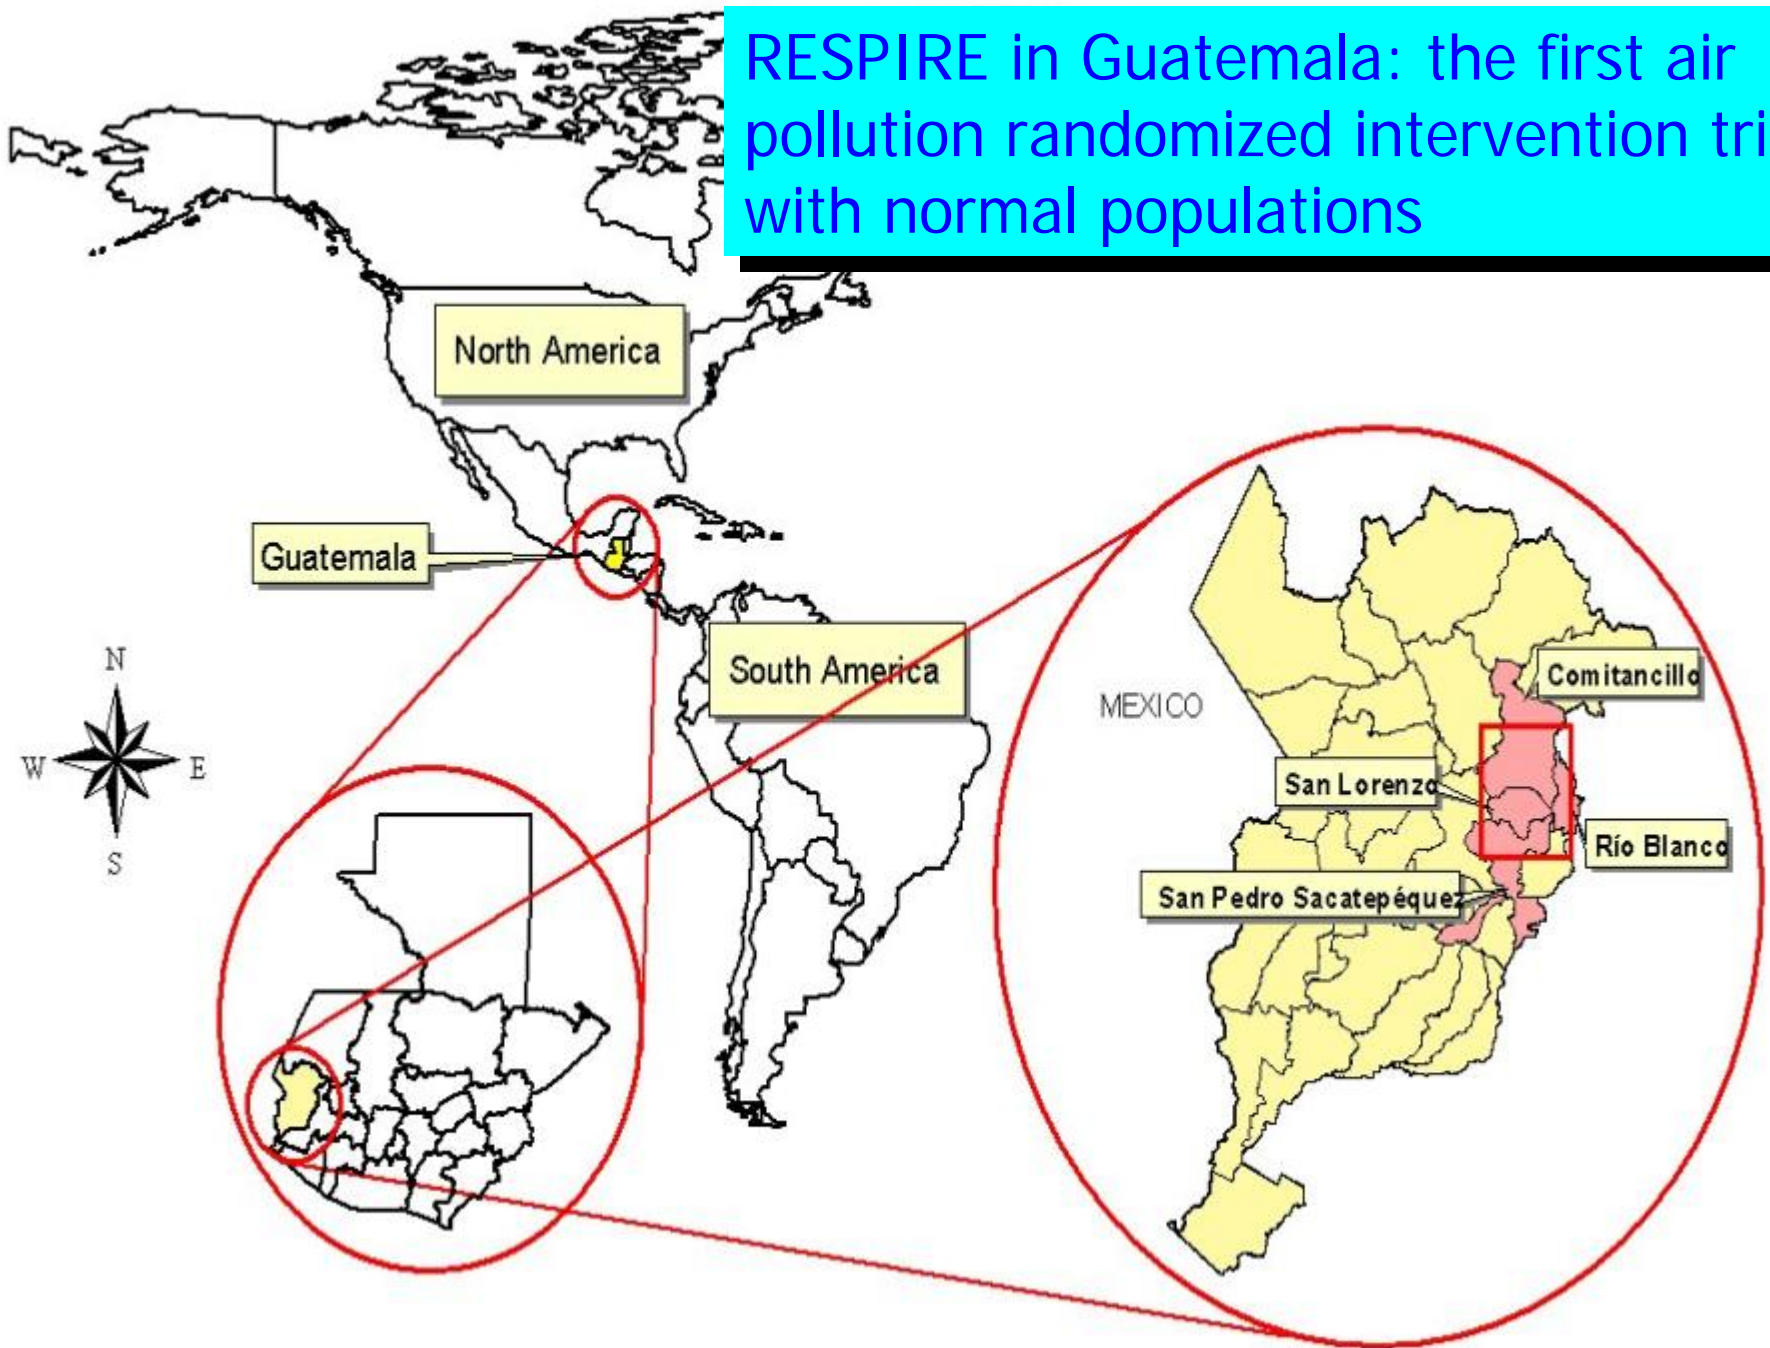 RESPIRE in Guatemala: the first air
pollution randomized intervention tri
with normal populations
North America
Guatemala
South America
N
W
E
S
MEXICO
Comitancillo
San Lorenzo
Río Blanco
San Pedro Sacatepéquez